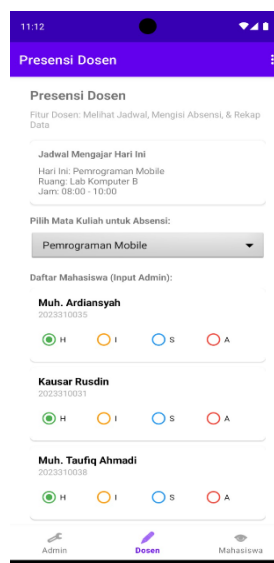 11:12
Presensi Dosen
Presensi Dosen
Fitur Dosen: Melihat Jadwal, Mengisi Absensi, & Rekap
Data
Jadwal Mengajar Hari Ini
Hari Ini: Pemrograman Mobile
Ruang: Lab Komputer B
Jam: 08:00 - 10:00
Pilih Mata Kuliah untuk Absensi:
Pemrograman Mobile
Daftar Mahasiswa (Input Admin):
Muh. Ardiansyah
2023310035
H I S A
Kausar Rusdin
2023310031
H I S A
Muh. Taufiq Ahmadi
2023310038
H I S A
Admin Dosen Mahasiswa